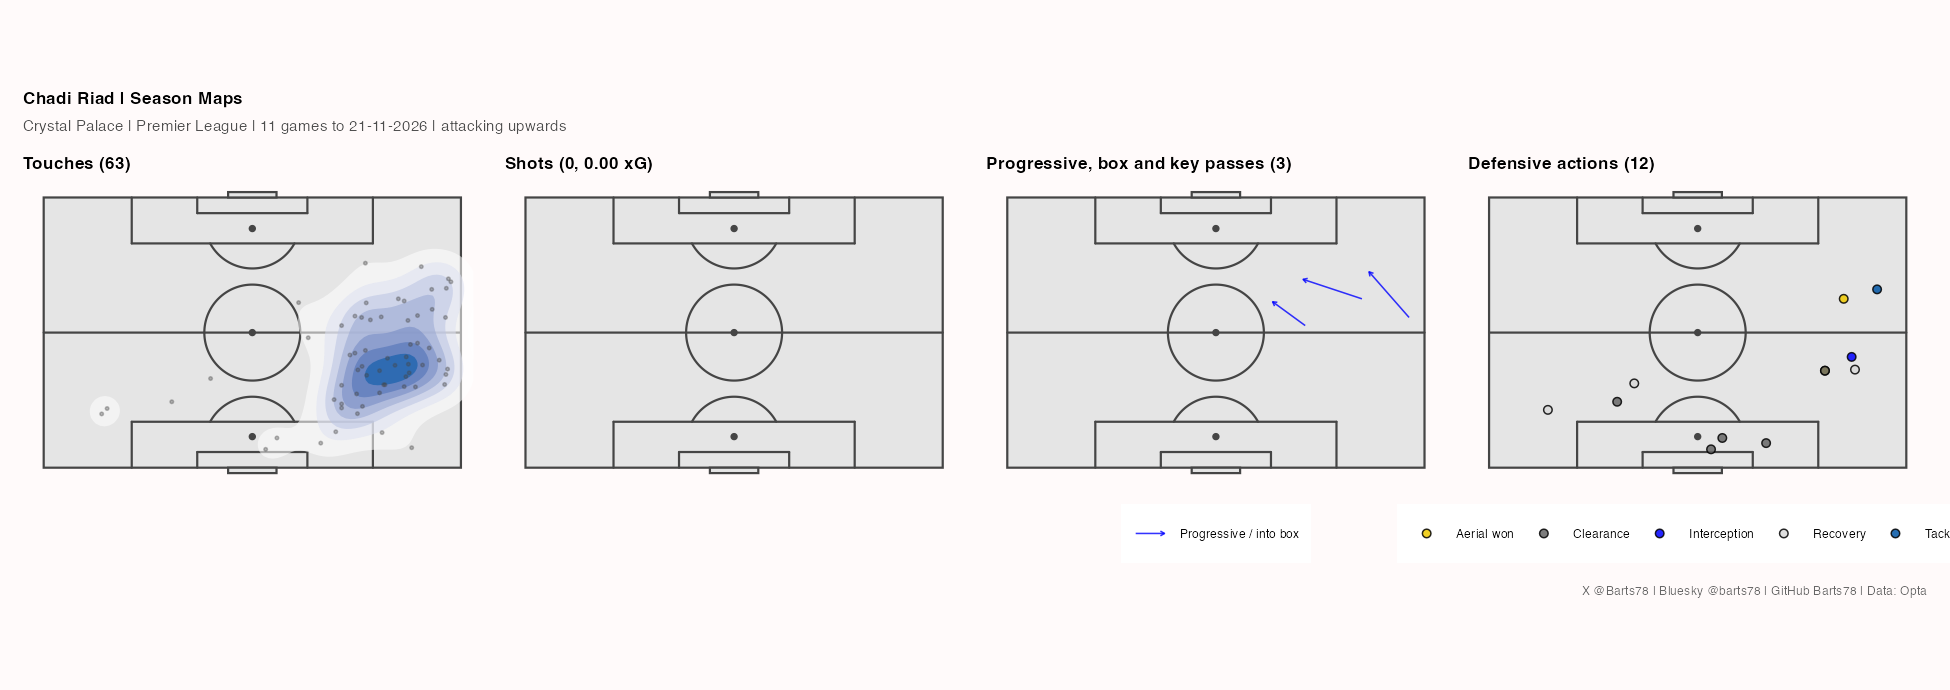 Chadi Riad | Season Maps
Crystal Palace | Premier League | 11 games to 21-11-2026 | attacking upwards
Touches (63)
Shots (0, 0.00 xG)
Progressive, box and key passes (3)
Defensive actions (12)
Progressive / into box
Aerial won
Clearance
Interception
Recovery
Tack
X @Barts78 | Bluesky @barts78 | GitHub Barts78 | Data: Opta